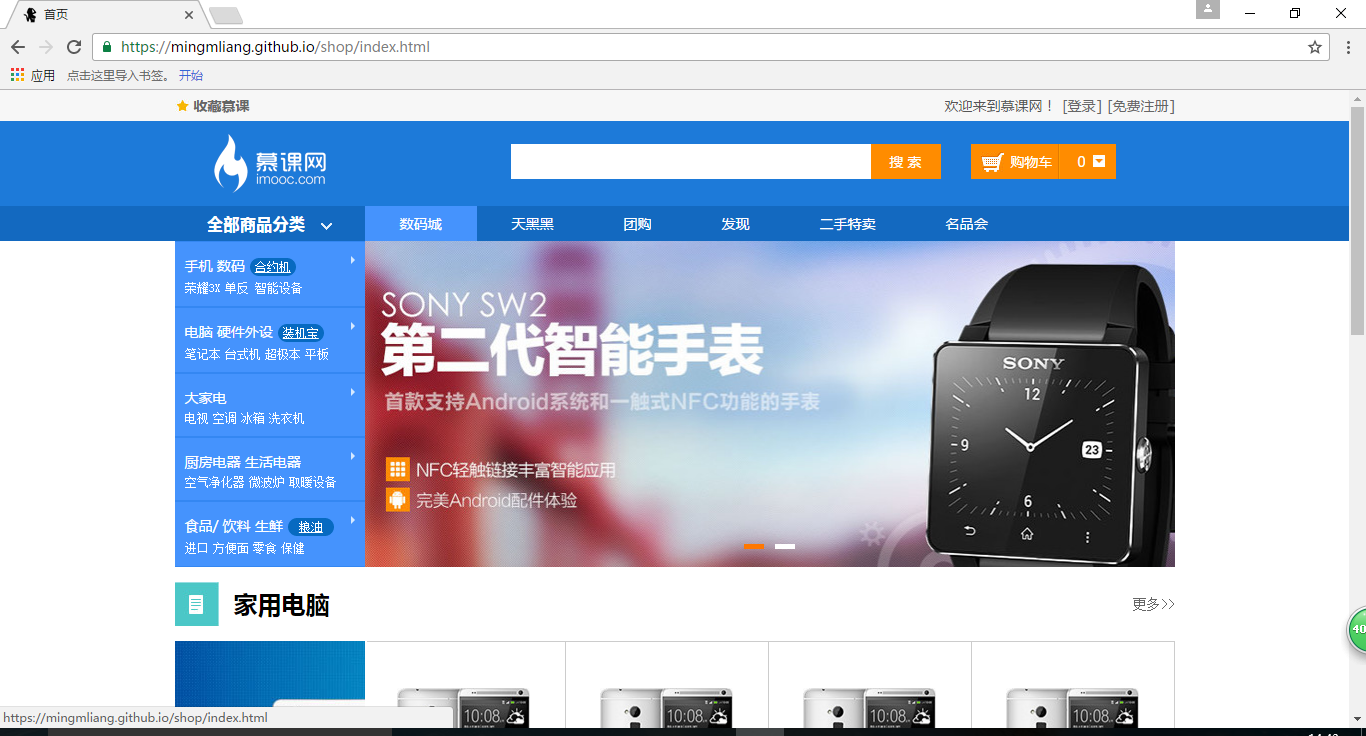 首页
https://mingmliang.github.io/shop/index.html
应用 点击这里导入书签。 开始
收藏慕课 欢迎来到慕课网！ [登录] [免费注册]
慕课网
imooc.com
搜 索 购物车 0
全部商品分类 数码城 天黑黑 团购 发现 二手特卖 名品会
手机 数码 合约机
荣耀3X 单反 智能设备
电脑 硬件外设 装机宝
笔记本 台式机 超极本 平板
大家电
电视 空调 冰箱 洗衣机
厨房电器 生活电器
空气净化器 微波炉 取暖设备
食品/ 饮料 生鲜 粮油
进口 方便面 零食 保健
SONY SW2
第二代智能手表
首款支持Android系统和一触式NFC功能的手表
NFC轻触链接丰富智能应用
完美Android配件体验
SONY
12
9
23
6
家用电脑 更多>>
40
10:08 10:08 10:08 10:08
https://mingmliang.github.io/shop/index.html